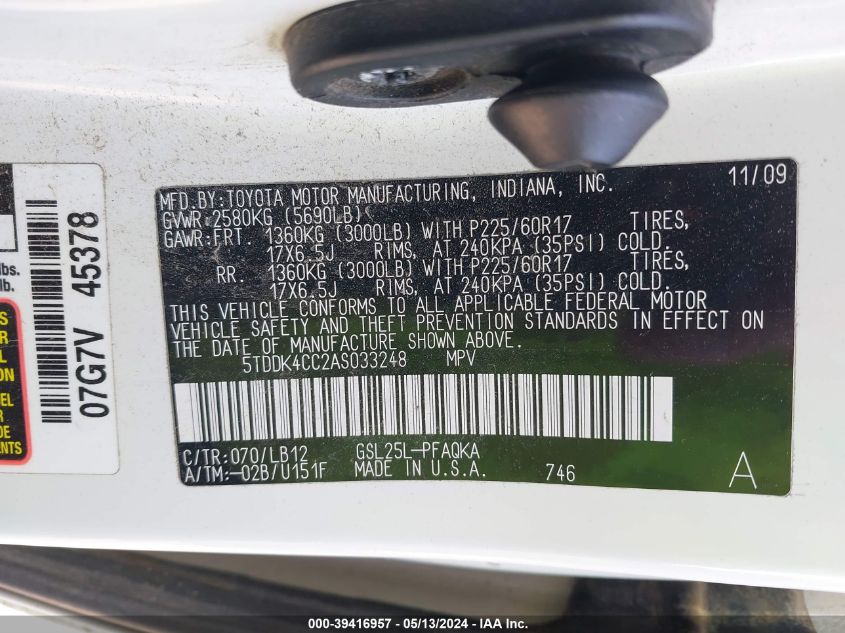 MFD.BY:TOYOTA MOTOR MANUFACTURING, INDIANA, INC. 11/09
GVWR:2580KG (5690LB)
GAWR:FRT. 1360KG (3000LB) WITH P225/60R17 TIRES,
17X6.5J RIMS, AT 240KPA (35PSI) COLD.
RR. 1360KG (3000LB) WITH P225/60R17 TIRES,
17X6.5J RIMS, AT 240KPA (35PSI) COLD.
THIS VEHICLE CONFORMS TO ALL APPLICABLE FEDERAL MOTOR
VEHICLE SAFETY AND THEFT PREVENTION STANDARDS IN EFFECT ON
THE DATE OF MANUFACTURE SHOWN ABOVE.
5TDDK4CC2AS033248 MPV
C/TR:070/LB12 GSL25L-PFAQKA
A/TM:-02B/U151F MADE IN U.S.A. 746 A
07G7V 45378
lbs.
lb.
000-39416957 - 05/13/2024 - IAA Inc.